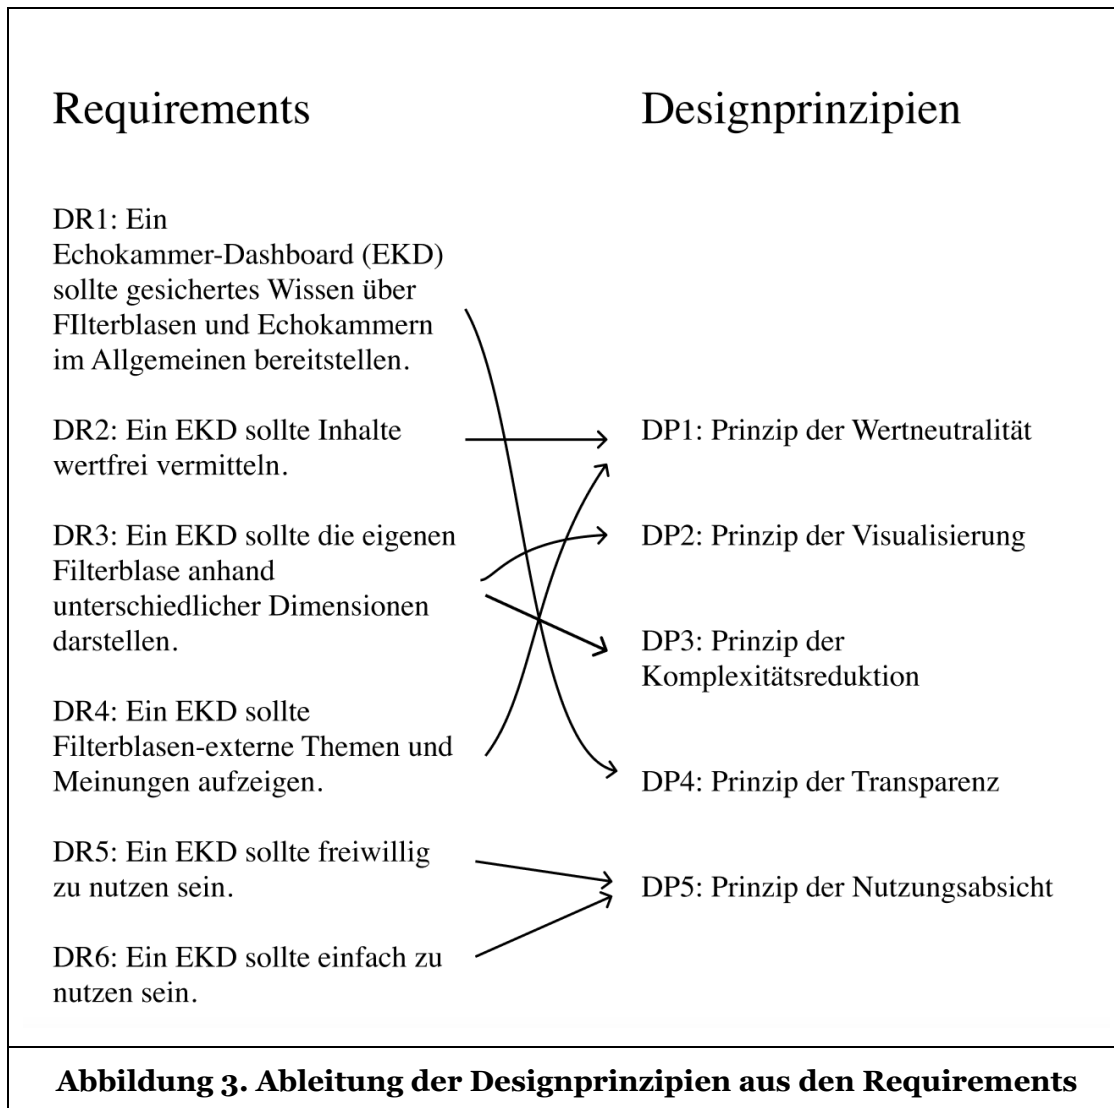 Requirements
DR1: Ein
Echokammer-Dashboard (EKD)
sollte gesichertes Wissen über
FIlterblasen und Echokammern
im Allgemeinen bereitstellen.
DR2: Ein EKD sollte Inhalte
wertfrei vermitteln.
DR3: Ein EKD sollte die eigenen
Filterblase anhand
unterschiedlicher Dimensionen
darstellen.
DR4: Ein EKD sollte
Filterblasen-externe Themen und
Meinungen aufzeigen.
DR5: Ein EKD sollte freiwillig
zu nutzen sein.
DR6: Ein EKD sollte einfach zu
nutzen sein.
Designprinzipien
DP1: Prinzip der Wertneutralität
DP2: Prinzip der Visualisierung
DP3: Prinzip der
Komplexitätsreduktion
DP4: Prinzip der Transparenz
DP5: Prinzip der Nutzungsabsicht
Abbildung 3. Ableitung der Designprinzipien aus den Requirements